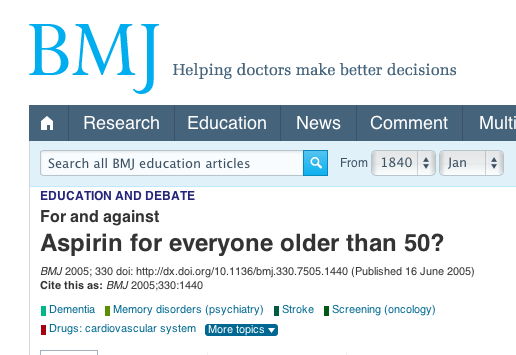 BMJ Helping doctors make better decisions
Research Education News Comment Multi
Search all BMJ education articles From 1840 Jan
EDUCATION AND DEBATE
For and against
Aspirin for everyone older than 50?
BMJ 2005; 330 doi: http://dx.doi.org/10.1136/bmj.330.7505.1440 (Published 16 June 2005)
Cite this as: BMJ 2005;330:1440
Dementia Memory disorders (psychiatry) Stroke Screening (oncology)
Drugs: cardiovascular system More topics